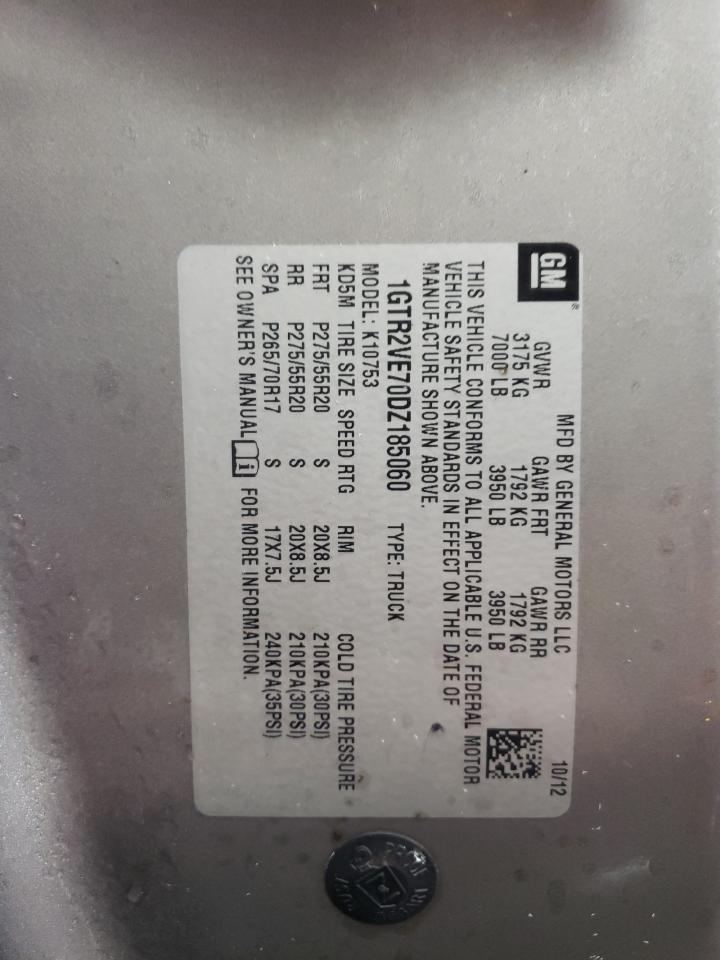 GM®
MFD BY GENERAL MOTORS LLC 10/12
GVWR GAWR FRT GAWR RR
3175 KG 1792 KG 1792 KG
7000 LB 3950 LB 3950 LB
THIS VEHICLE CONFORMS TO ALL APPLICABLE U.S. FEDERAL MOTOR
VEHICLE SAFETY STANDARDS IN EFFECT ON THE DATE OF
MANUFACTURE SHOWN ABOVE.
1GTR2VE70DZ185060 TYPE: TRUCK
MODEL: K10753
KD5M TIRE SIZE SPEED RTG RIM COLD TIRE PRESSURE
FRT P275/55R20 S 20X8.5J 210KPA(30PSI)
RR P275/55R20 S 20X8.5J 210KPA(30PSI)
SPA P265/70R17 S 17X7.5J 240KPA(35PSI)
SEE OWNER'S MANUAL i FOR MORE INFORMATION.